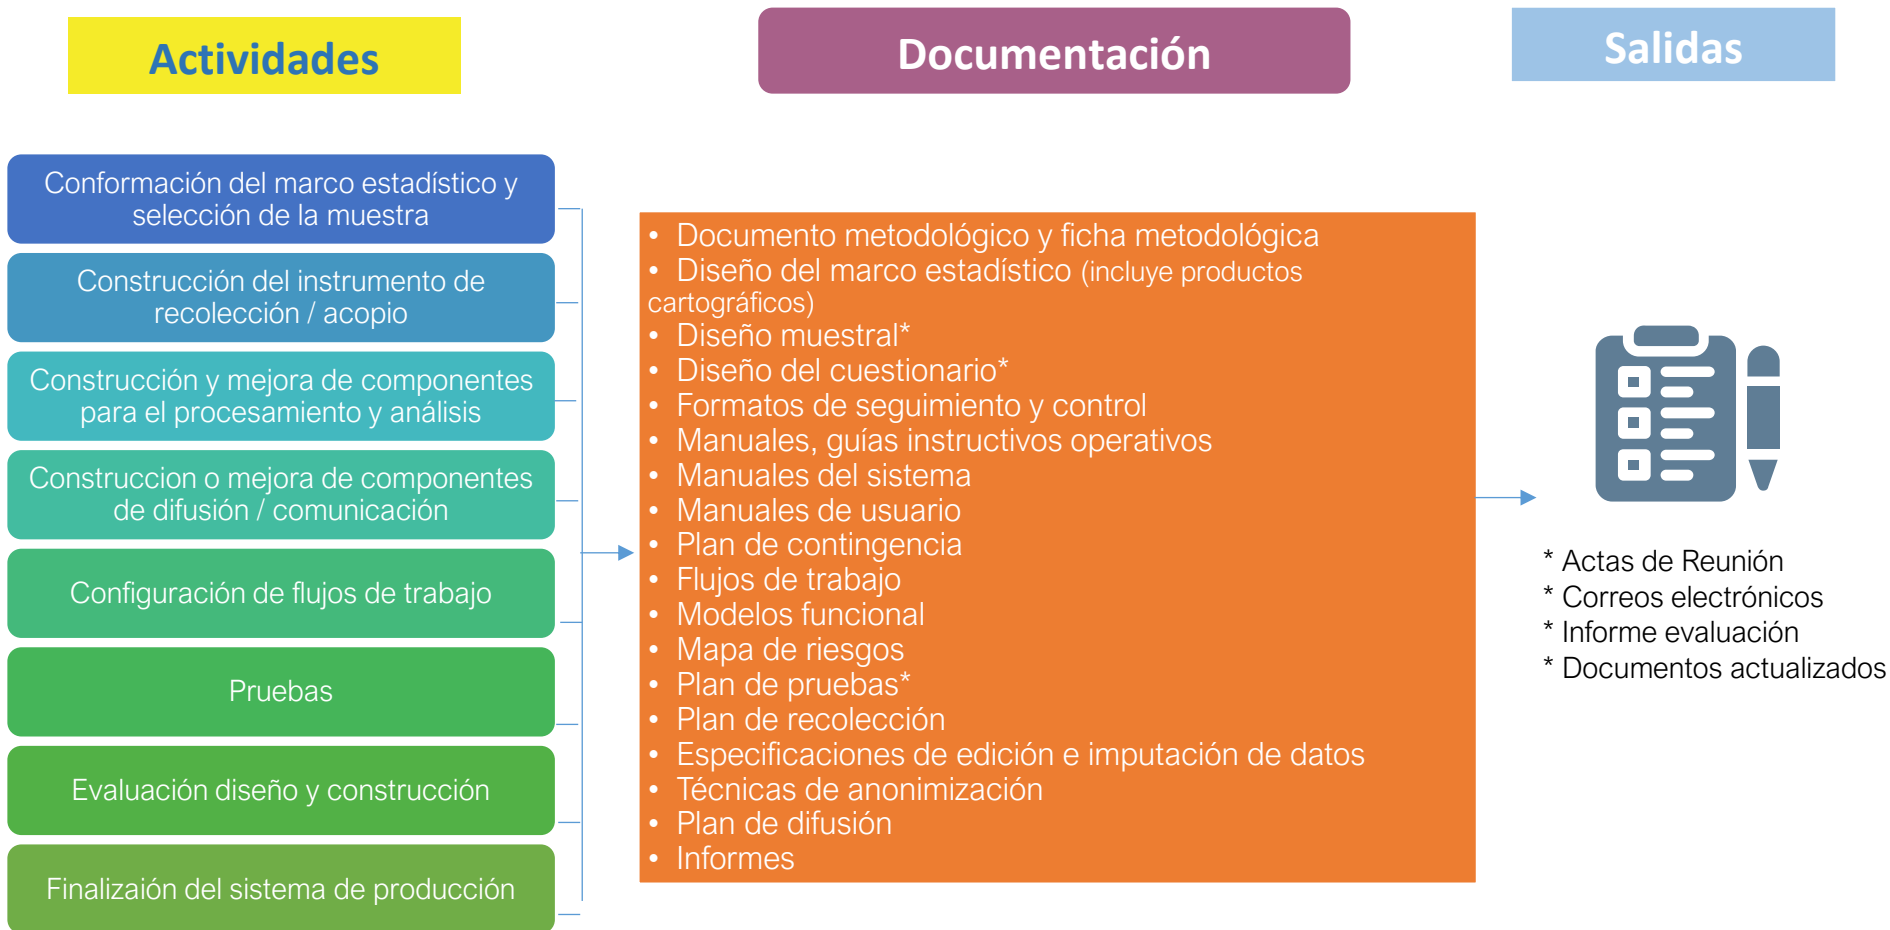 Actividades
Documentación
Salidas
Conformación del marco estadístico y
selección de la muestra
Construcción del instrumento de
recolección / acopio
Construcción y mejora de componentes
para el procesamiento y análisis
Construccion o mejora de componentes
de difusión / comunicación
Configuración de flujos de trabajo
Pruebas
Evaluación diseño y construcción
Finalizaión del sistema de producción
• Documento metodológico y ficha metodológica
• Diseño del marco estadístico (incluye productos
cartográficos)
• Diseño muestral*
• Diseño del cuestionario*
• Formatos de seguimiento y control
• Manuales, guías instructivos operativos
• Manuales del sistema
• Manuales de usuario
• Plan de contingencia
• Flujos de trabajo
• Modelos funcional
• Mapa de riesgos
• Plan de pruebas*
• Plan de recolección
• Especificaciones de edición e imputación de datos
• Técnicas de anonimización
• Plan de difusión
• Informes
* Actas de Reunión
* Correos electrónicos
* Informe evaluación
* Documentos actualizados